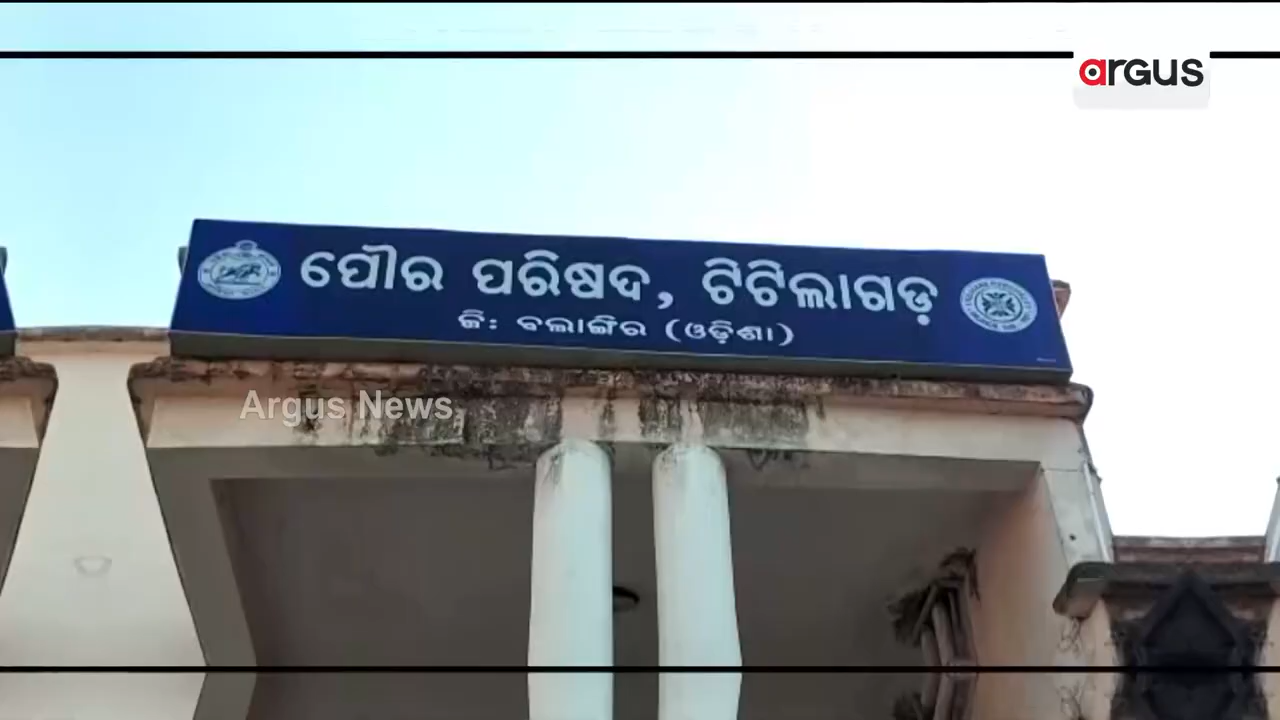 argus
ପୌର ପରିଷଦ, ଟିଟିଲାଗଡ଼
ଜି: ବଲାଙ୍ଗିର (ଓଡ଼ିଶା)
Argus News